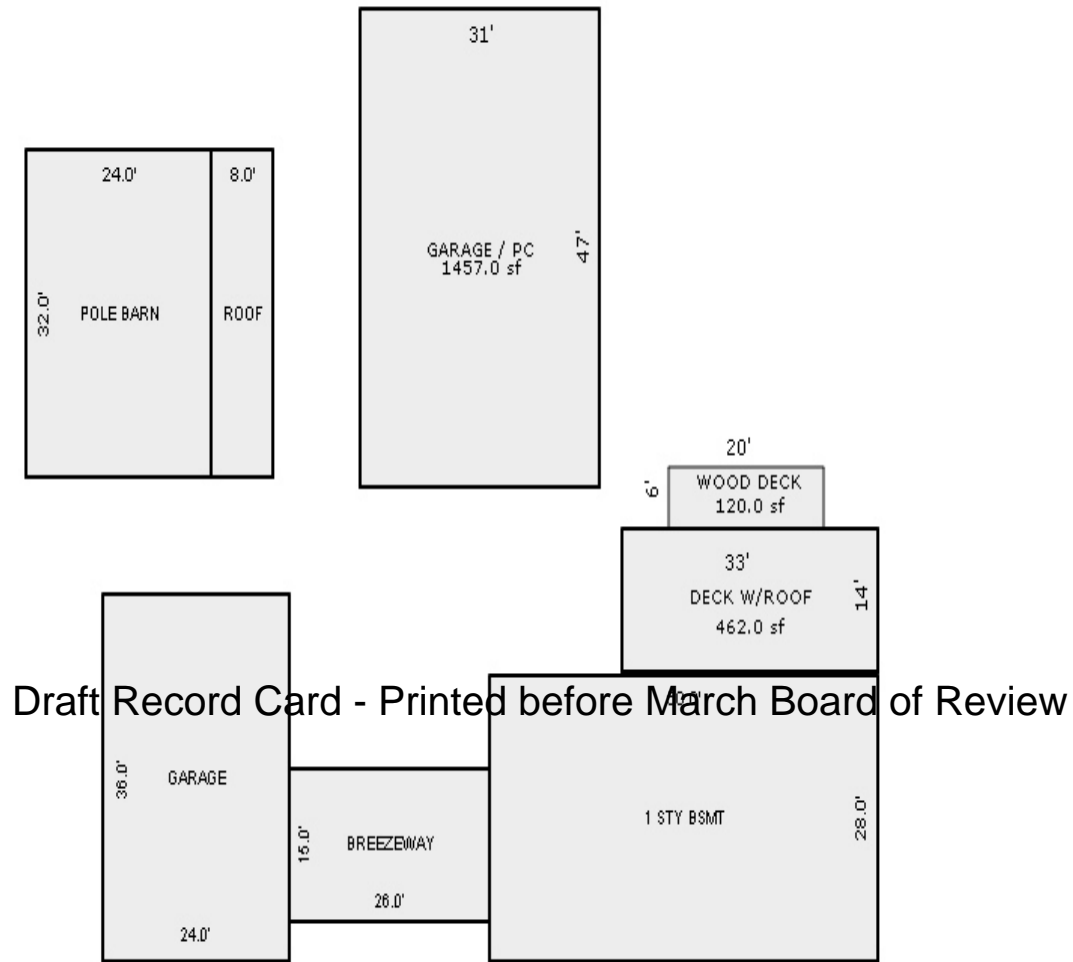 31'
24.0'
8.0'
GARAGE / PC
1457.0 sf
47'
32.0'
POLE BARN
ROOF
20'
6'
WOOD DECK
120.0 sf
33'
14'
DECK W/ROOF
462.0 sf
Draft Record Card - Printed before March Board of Review
36.0'
GARAGE
1 STY BSMT
28.0'
15.0'
BREEZEWAY
26.0'
24.0'